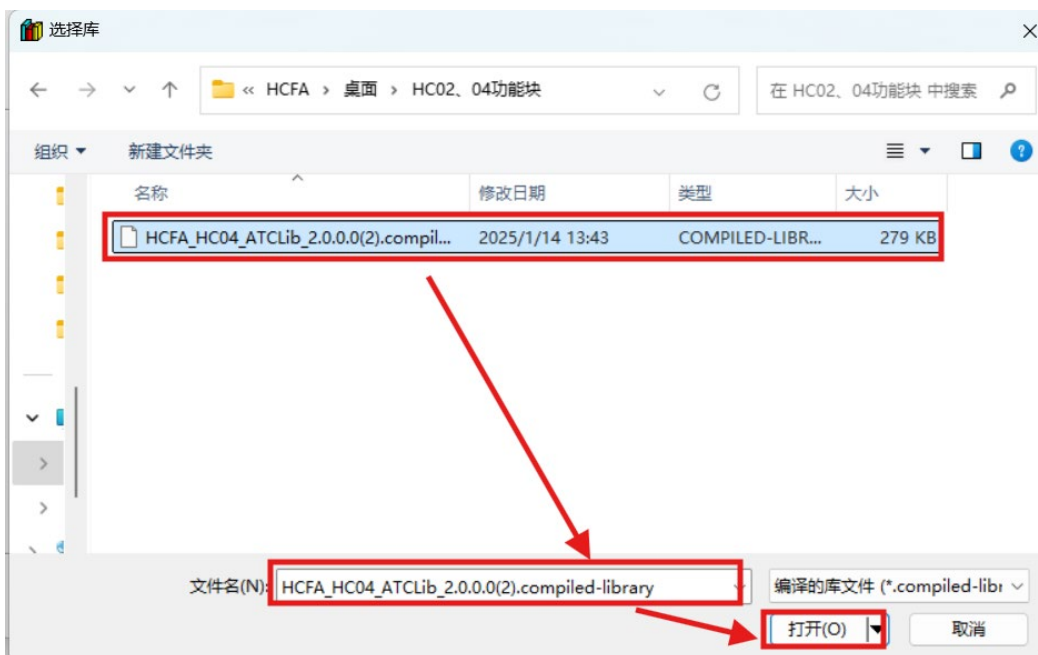 选择库
« HCFA › 桌面 › HC02、04功能块
在 HC02、04功能块 中搜索
组织
新建文件夹
名称 修改日期 类型 大小
HCFA_HC04_ATCLib_2.0.0.0(2).compil... 2025/1/14 13:43 COMPILED-LIBR... 279 KB
文件名(N): HCFA_HC04_ATCLib_2.0.0.0(2).compiled-library 编译的库文件 (*.compiled-libr
打开(O) 取消